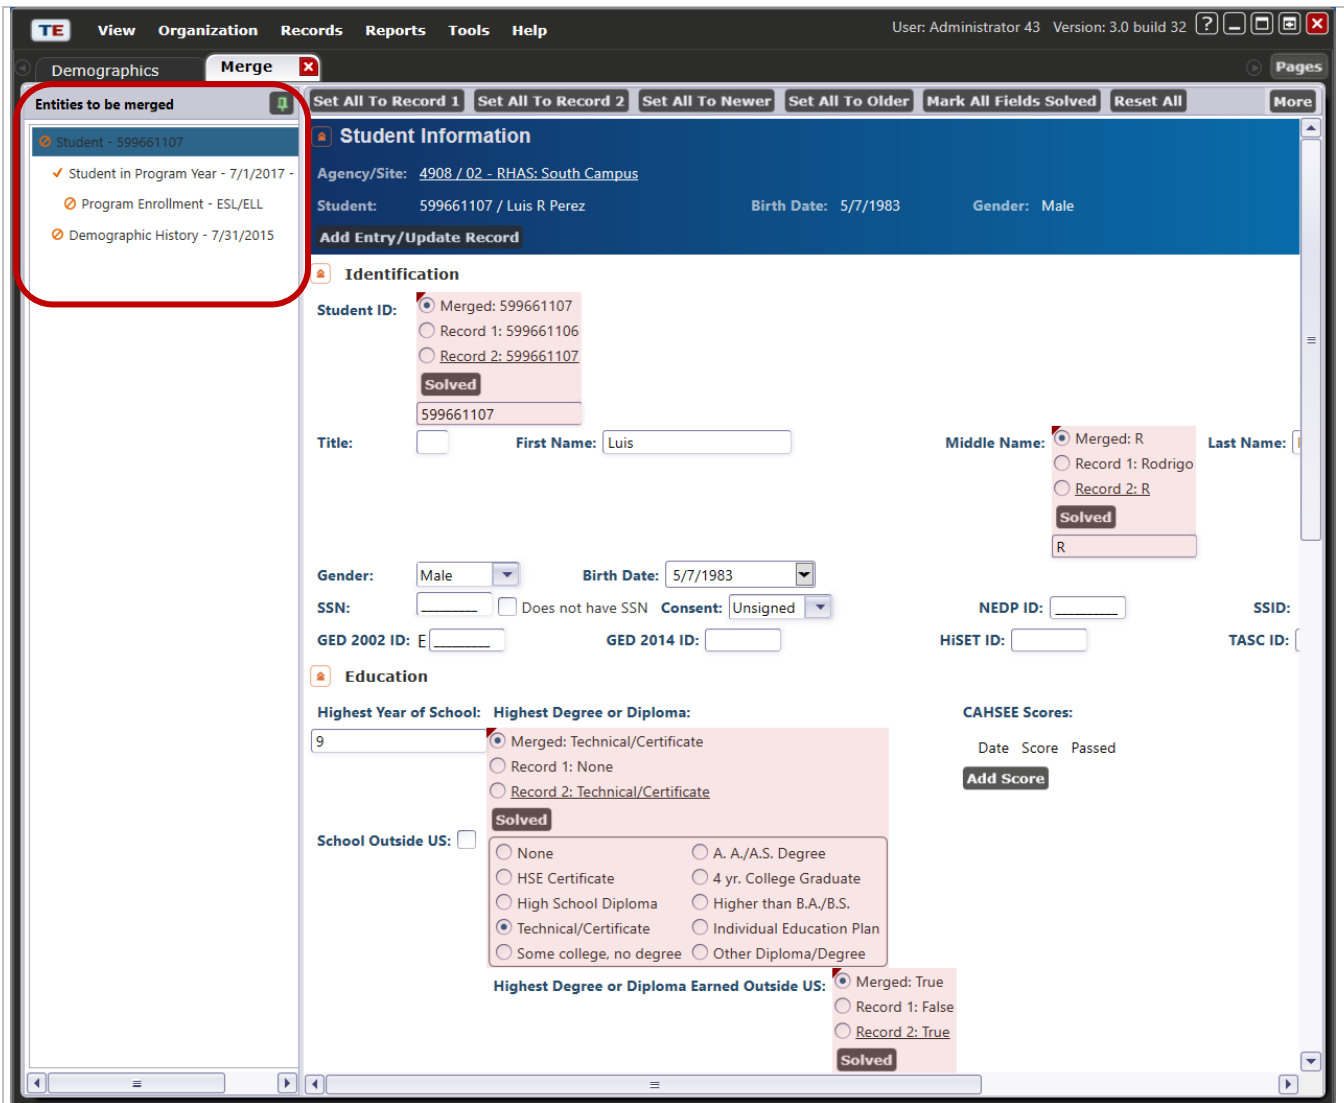 TE View Organization Records Reports Tools Help User: Administrator 43 Version: 3.0 build 32
Demographics Merge Pages
Entities to be merged
Student - 599661107
Student in Program Year - 7/1/2017 -
Program Enrollment - ESL/ELL
Demographic History - 7/31/2015
Set All To Record 1 Set All To Record 2 Set All To Newer Set All To Older Mark All Fields Solved Reset All More
Student Information
Agency/Site: 4908 / 02 - RHAS: South Campus
Student: 599661107 / Luis R Perez Birth Date: 5/7/1983 Gender: Male
Add Entry/Update Record
Identification
Student ID: Merged: 599661107
Record 1: 599661106
Record 2: 599661107
Solved
599661107
Title: First Name: Luis Middle Name: Merged: R Last Name:
Record 1: Rodrigo
Record 2: R
Solved
R
Gender: Male Birth Date: 5/7/1983
SSN: _________ Does not have SSN Consent: Unsigned NEDP ID: __________ SSID:
GED 2002 ID: E _________ GED 2014 ID: HiSET ID: TASC ID:
Education
Highest Year of School: Highest Degree or Diploma: CAHSEE Scores:
9 Merged: Technical/Certificate Date Score Passed
Record 1: None
Record 2: Technical/Certificate Add Score
Solved
School Outside US:
None A. A./A.S. Degree
HSE Certificate 4 yr. College Graduate
High School Diploma Higher than B.A./B.S.
Technical/Certificate Individual Education Plan
Some college, no degree Other Diploma/Degree
Highest Degree or Diploma Earned Outside US: Merged: True
Record 1: False
Record 2: True
Solved